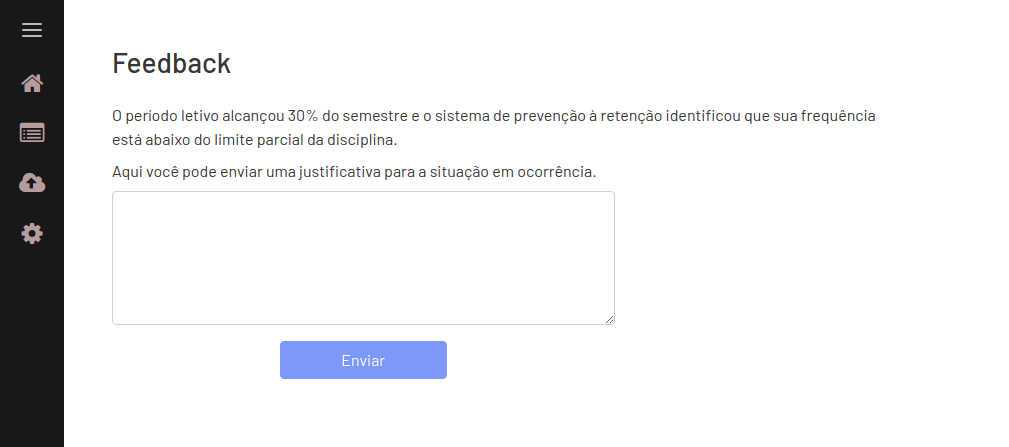 Feedback
O período letivo alcançou 30% do semestre e o sistema de prevenção à retenção identificou que sua frequência
está abaixo do limite parcial da disciplina.
Aqui você pode enviar uma justificativa para a situação em ocorrência.
Enviar